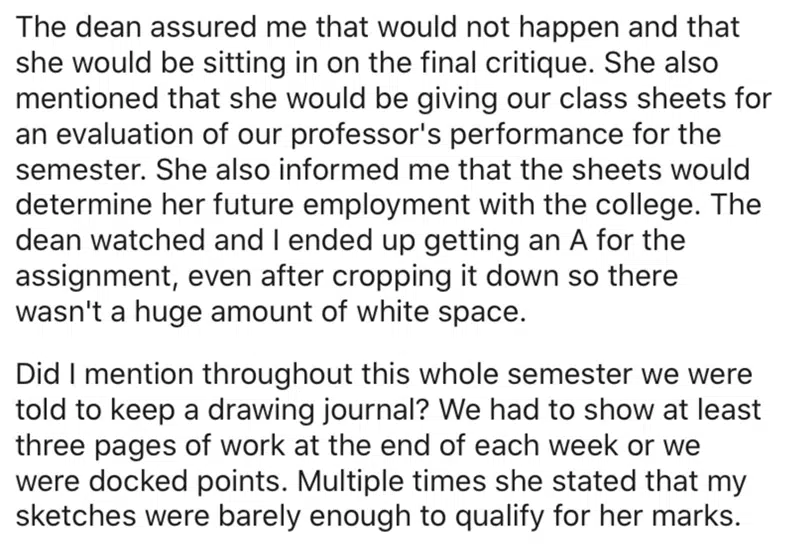 The dean assured me that would not happen and that
she would be sitting in on the final critique. She also
mentioned that she would be giving our class sheets for
an evaluation of our professor's performance for the
semester. She also informed me that the sheets would
determine her future employment with the college. The
dean watched and I ended up getting an A for the
assignment, even after cropping it down so there
wasn't a huge amount of white space.
Did I mention throughout this whole semester we were
told to keep a drawing journal? We had to show at least
three pages of work at the end of each week or we
were docked points. Multiple times she stated that my
sketches were barely enough to qualify for her marks.